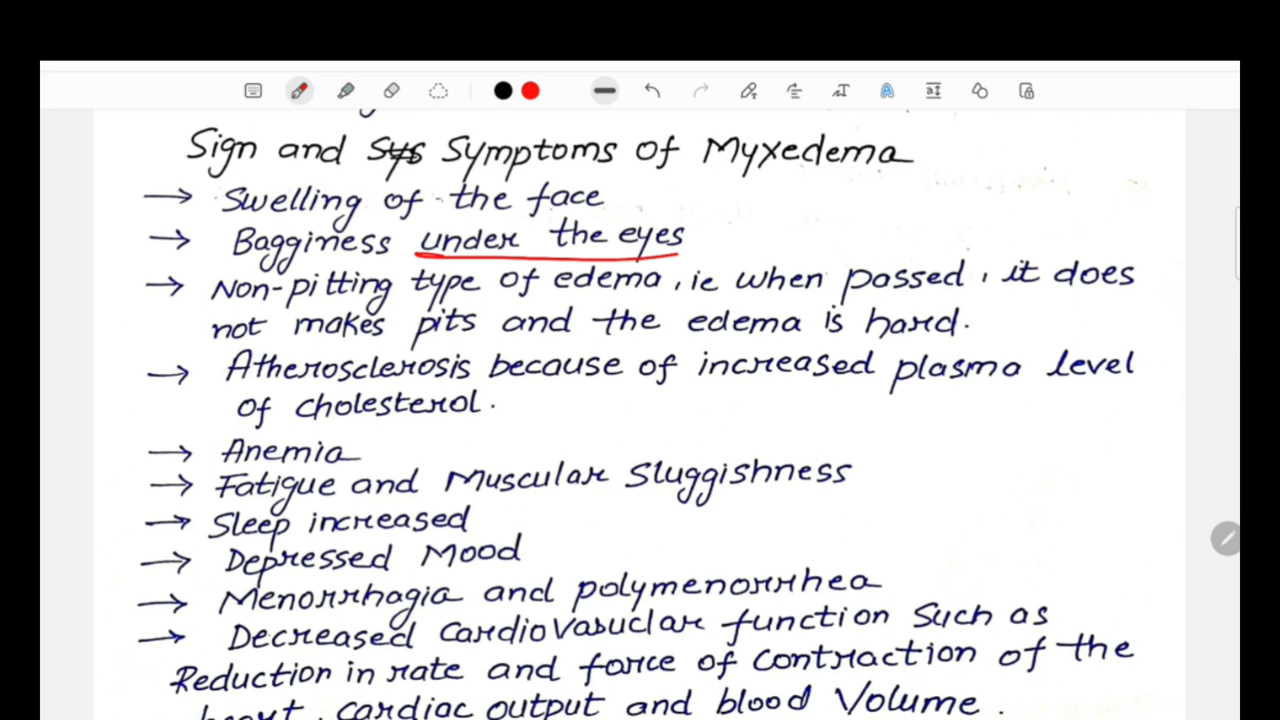 Sign and Sys Symptoms of Myxedema
→ Swelling of the face
→ Bagginess under the eyes
→ Non-pitting type of edema, ie when possed, it does
not makes pits and the edema is hard.
→ Atherosclerosis because of increased plasma level
of cholesterol.
→ Anemia
→ Fatigue and Muscular Sluggishness
→ Sleep increased
→ Depressed Mood
→ Menorrhagia and polymenorrhea
→ Decreased CardioVasuclar function Such as
Reduction in rate and force of contraction of the
heart, cardiac output and blood Volume.